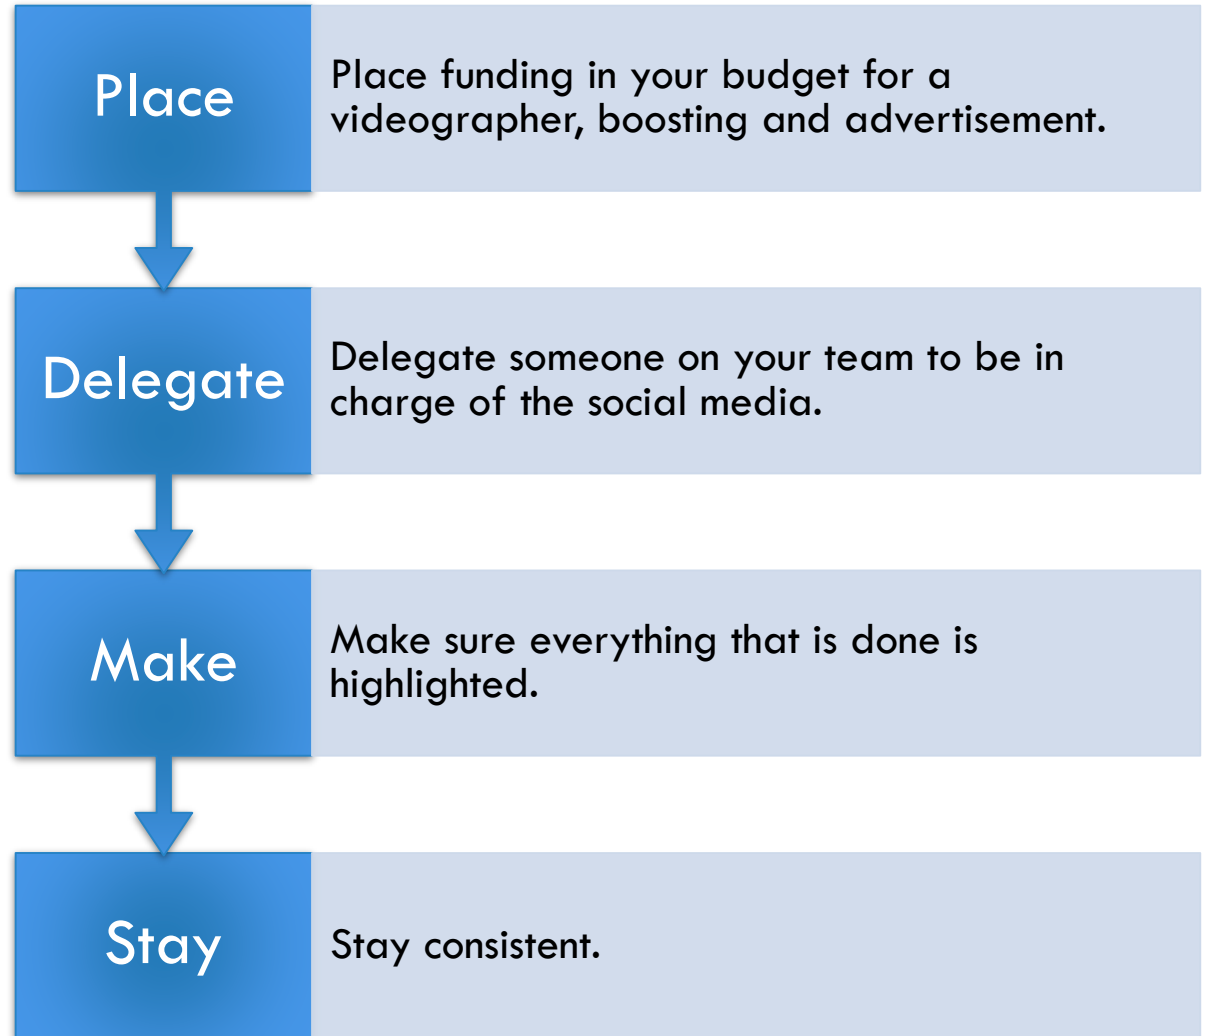 Place
Place funding in your budget for a
videographer, boosting and advertisement.
Delegate
Delegate someone on your team to be in
charge of the social media.
Make
Make sure everything that is done is
highlighted.
Stay
Stay consistent.